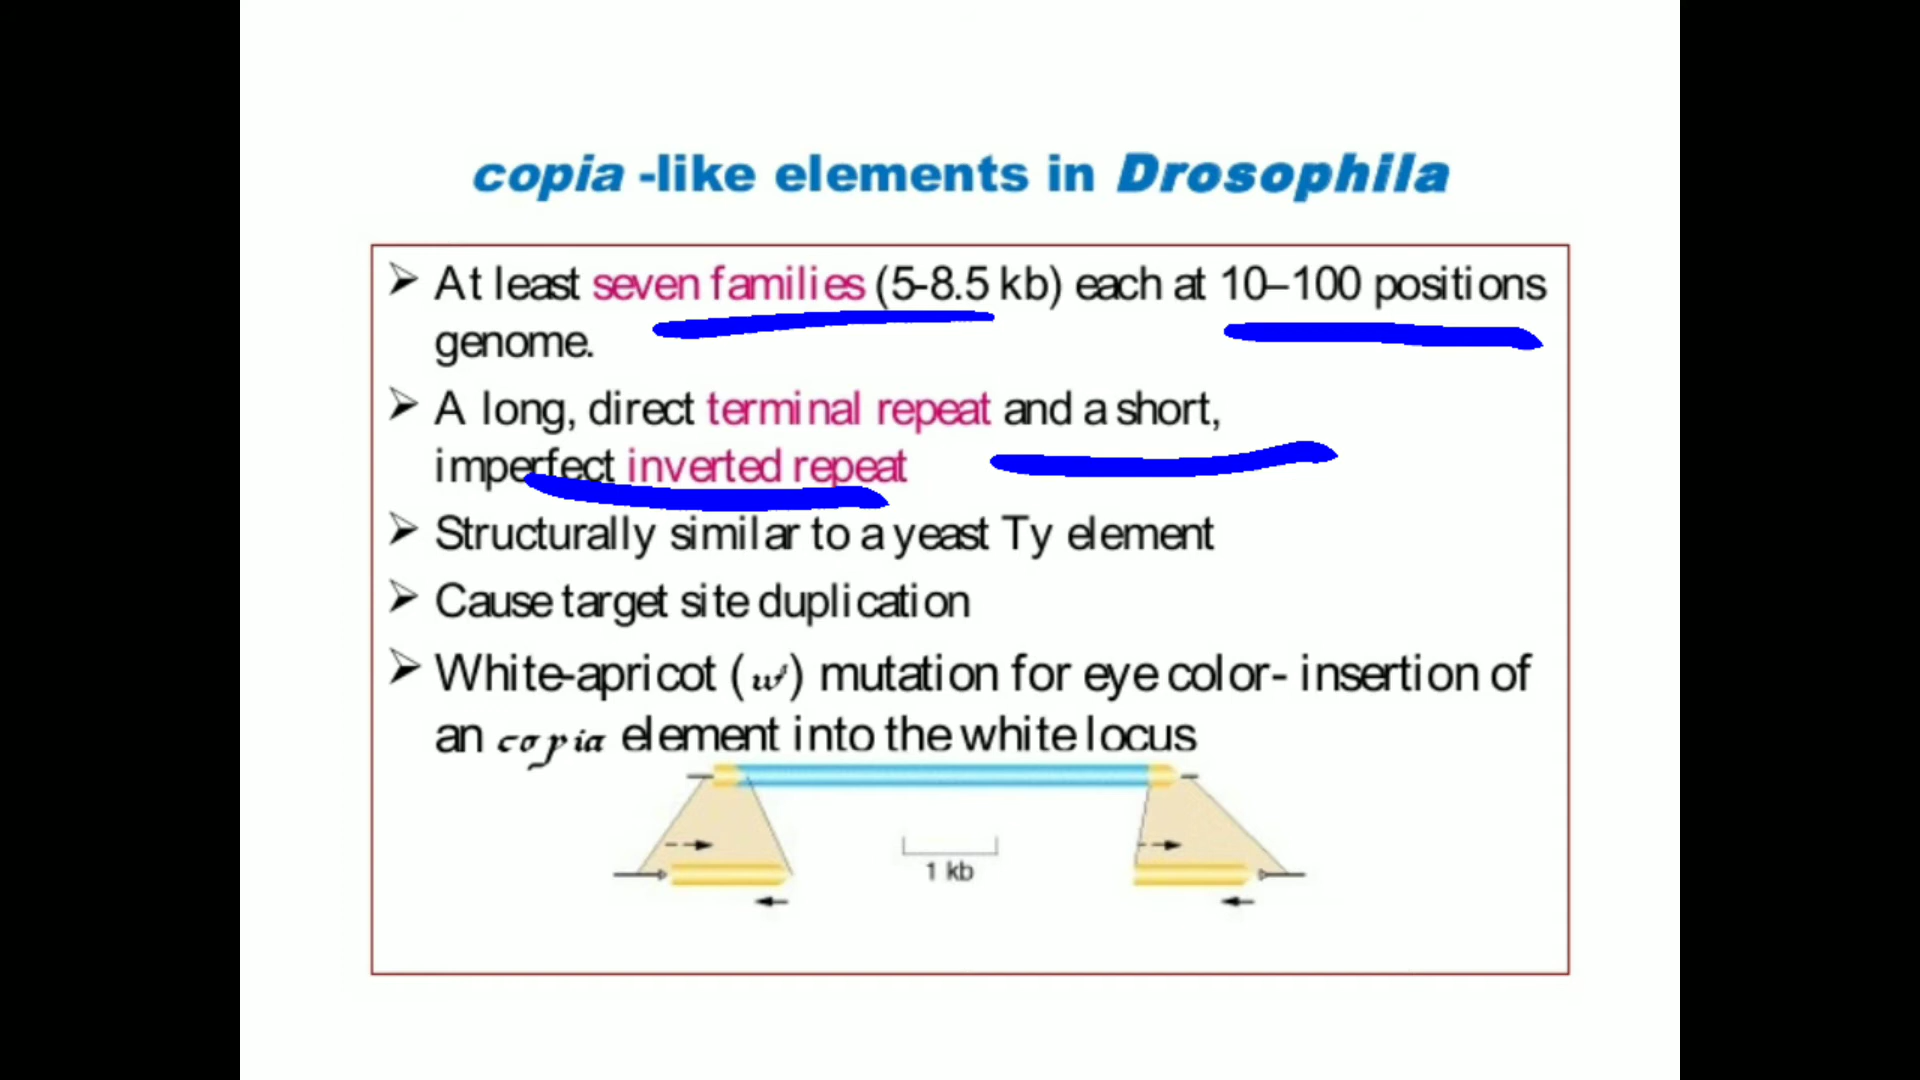 copia -like elements in Drosophila
➢ At least seven families (5-8.5 kb) each at 10–100 positions
genome.
➢ A long, direct terminal repeat and a short,
imperfect inverted repeat
➢ Structurally similar to a yeast Ty element
➢ Cause target site duplication
➢ White-apricot ( ) mutation for eye color- insertion of
an copia element into the white locus
1 kb